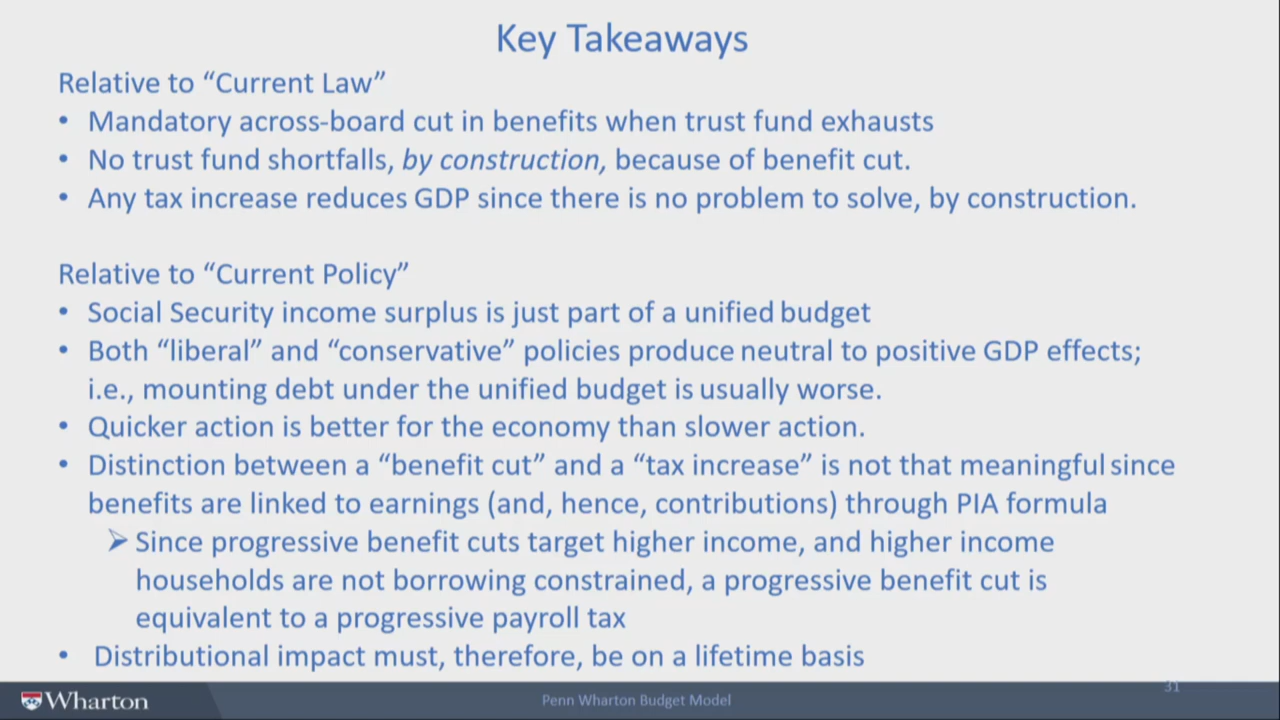 Key Takeaways
Relative to “Current Law”
• Mandatory across-board cut in benefits when trust fund exhausts
• No trust fund shortfalls, by construction, because of benefit cut.
• Any tax increase reduces GDP since there is no problem to solve, by construction.
Relative to “Current Policy”
• Social Security income surplus is just part of a unified budget
• Both “liberal” and “conservative” policies produce neutral to positive GDP effects;
i.e., mounting debt under the unified budget is usually worse.
• Quicker action is better for the economy than slower action.
• Distinction between a “benefit cut” and a “tax increase” is not that meaningful since
benefits are linked to earnings (and, hence, contributions) through PIA formula
➢ Since progressive benefit cuts target higher income, and higher income
households are not borrowing constrained, a progressive benefit cut is
equivalent to a progressive payroll tax
• Distributional impact must, therefore, be on a lifetime basis
31
Wharton
Penn Wharton Budget Model